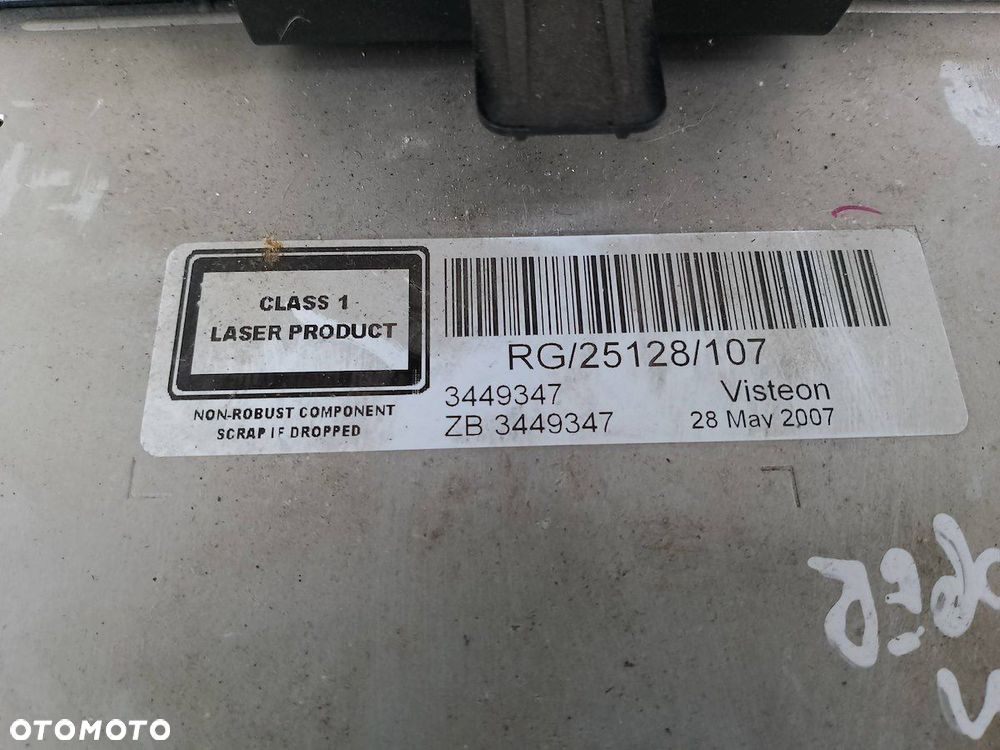 CLASS 1
LASER PRODUCT
NON-ROBUST COMPONENT
SCRAP IF DROPPED
RG/25128/107
3449347 Visteon
ZB 3449347 28 May 2007
OTOMOTO